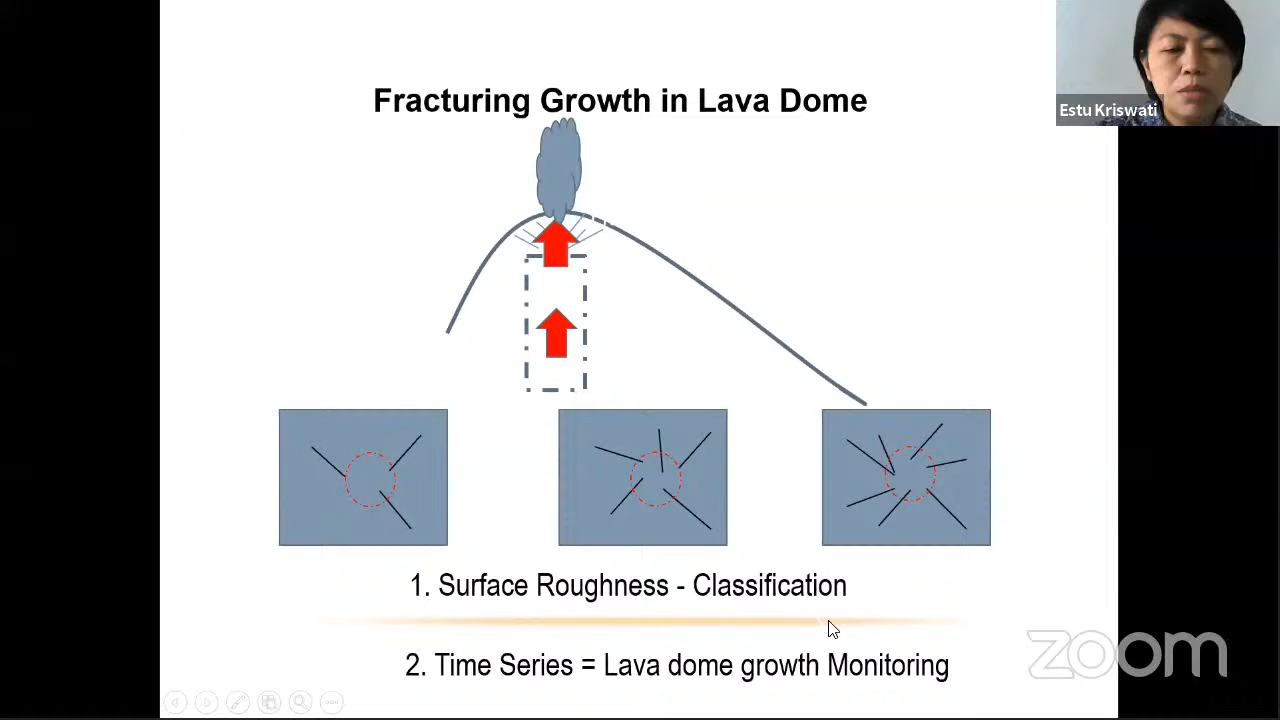 Fracturing Growth in Lava Dome
Estu Kriswati
1. Surface Roughness - Classification
2. Time Series = Lava dome growth Monitoring
zoom